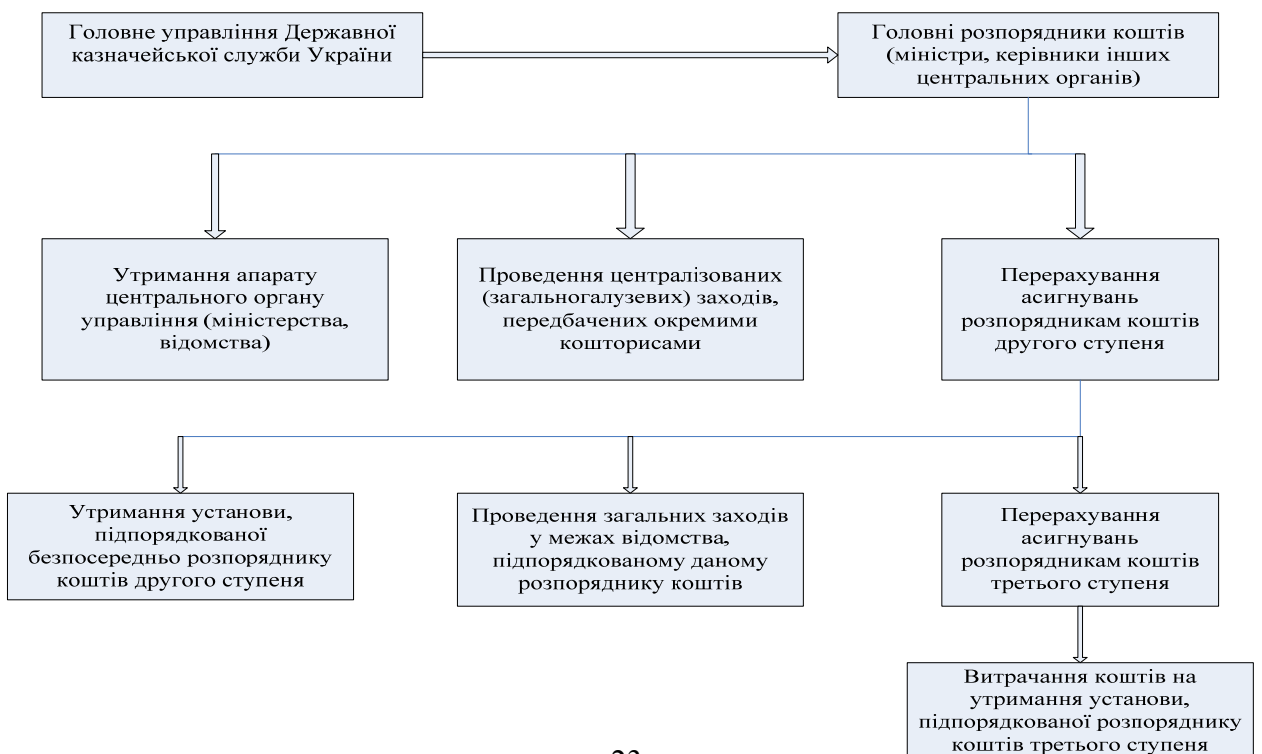 Головне управління Державної
казначейської служби України
Головні розпорядники коштів
(міністри, керівники інших
центральних органів)
Утримання апарату
центрального органу
управління (міністерства,
відомства)
Проведення централізованих
(загальногалузевих) заходів,
передбачених окремими
кошторисами
Перерахування
асигнувань
розпорядникам коштів
другого ступеня
Утримання установи,
підпорядкованої
безпосередньо розпоряднику
коштів другого ступеня
Проведення загальних заходів
у межах відомства,
підпорядкованому даному
розпоряднику коштів
Перерахування
асигнувань
розпорядникам коштів
третього ступеня
Витрачання коштів на
утримання установи,
підпорядкованої розпоряднику
коштів третього ступеня